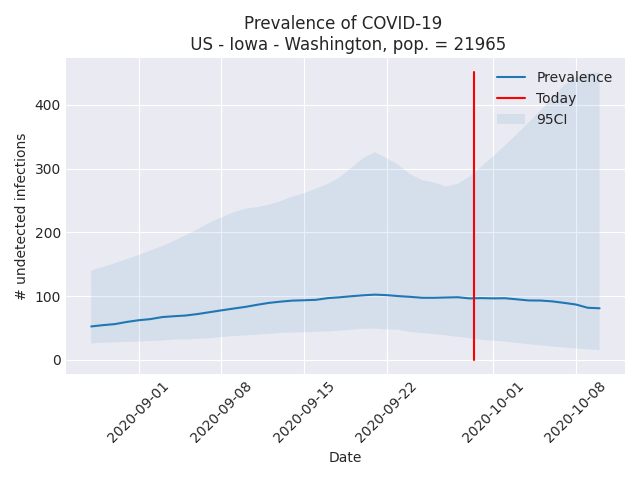 Prevalence of COVID-19
US - Iowa - Washington, pop. = 21965
Prevalence
Today
95CI
# undetected infections
400
300
200
100
0
2020-09-01
2020-09-08
2020-09-15
2020-09-22
2020-10-01
2020-10-08
Date